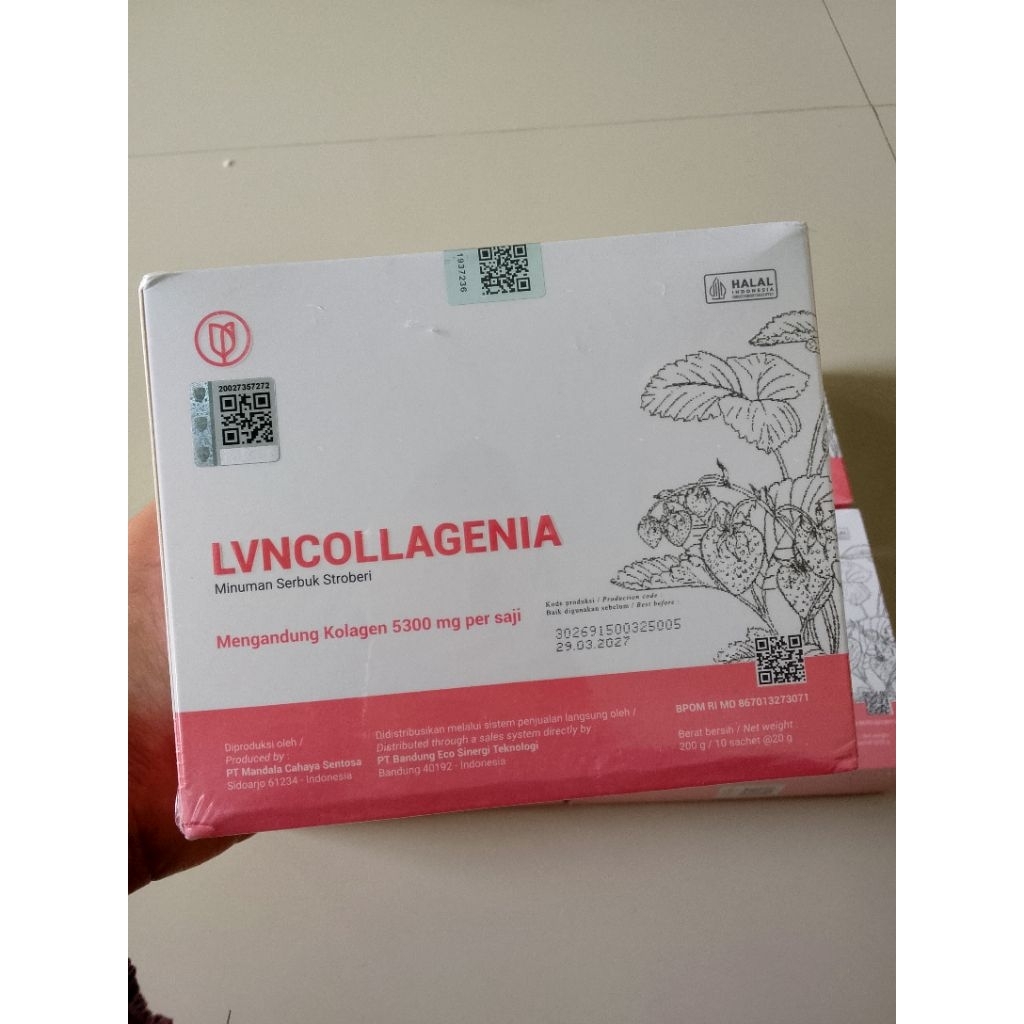 1937236
HALAL
INDONESIA
20027357272
LVNCOLLAGENIA
Minuman Serbuk Stroberi
Mengandung Kolagen 5300 mg per saji
Kode produksi / Production code :
Baik digunakan sebelum / Best before :
302691500325005
29.03.2027
BPOM RI MD 867013273071
Diproduksi oleh /
Produced by :
PT Mandala Cahaya Sentosa
Sidoarjo 61234 - Indonesia
Didistribusikan melalui sistem penjualan langsung oleh /
Distributed through a sales system directly by
PT Bandung Eco Sinergi Teknologi
Bandung 40192 - Indonesia
Berat bersih / Net weight :
200 g / 10 sachet @20 g